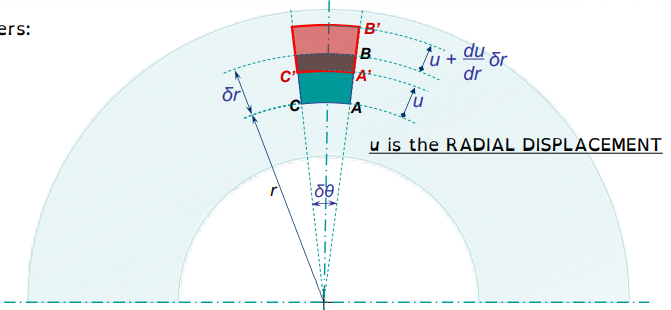 ers:
B'
B
u + du/dr δr
C'
A'
δr
u
C
A
u is the RADIAL DISPLACEMENT
r
δθ